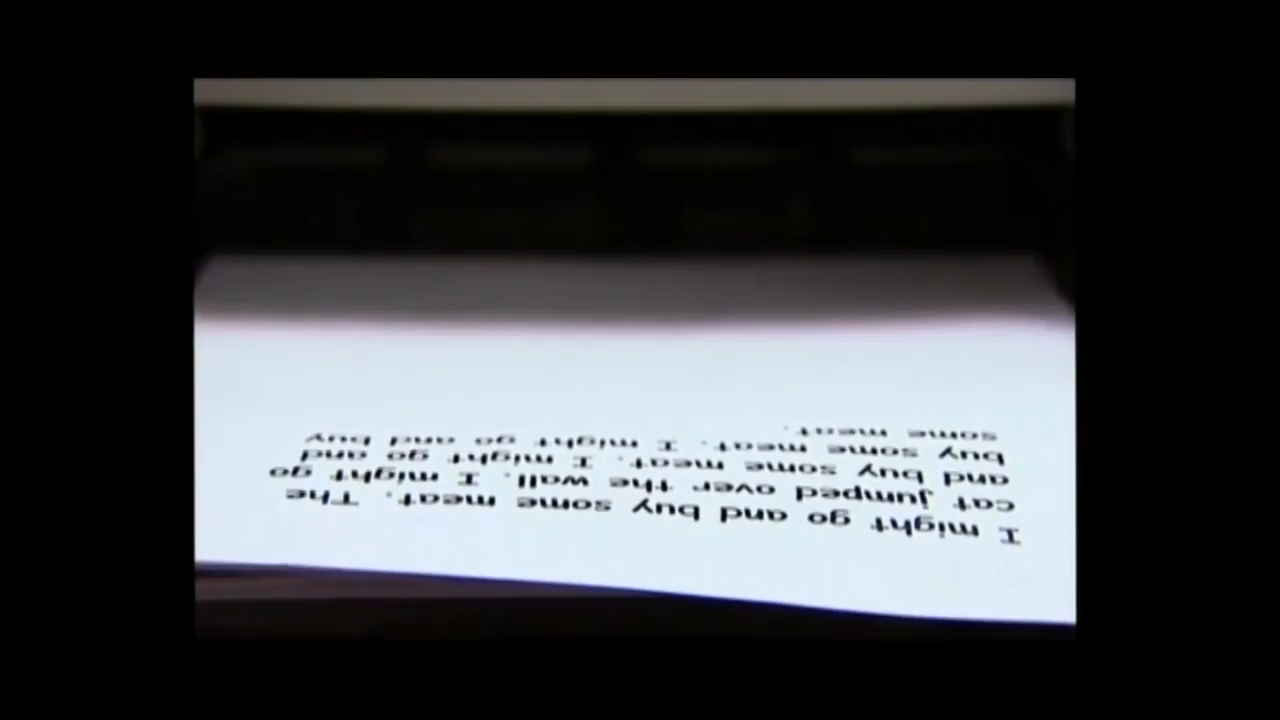 I might go and buy some meat. The
cat jumped over the wall. I might go
and buy some meat. I might go and
buy some meat. I might go and buy
some meat.